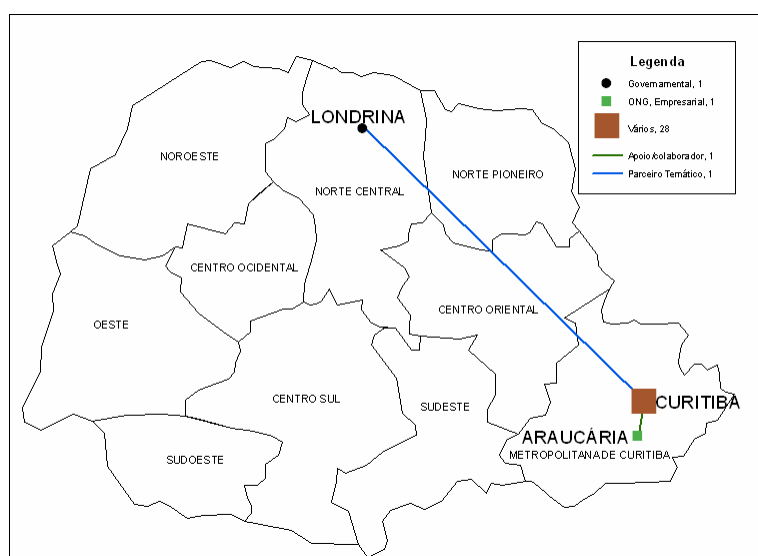 Legenda
Governamental, 1
ONG, Empresarial, 1
Vários, 28
Apoio/colaborador, 1
Parceiro Temático, 1
LONDRINA
NOROESTE
NORTE PIONEIRO
NORTE CENTRAL
CENTRO OCIDENTAL
CENTRO ORIENTAL
OESTE
CENTRO SUL
SUDESTE
CURITIBA
ARAUCÁRIA
METROPOLITANA DE CURITIBA
SUDOESTE